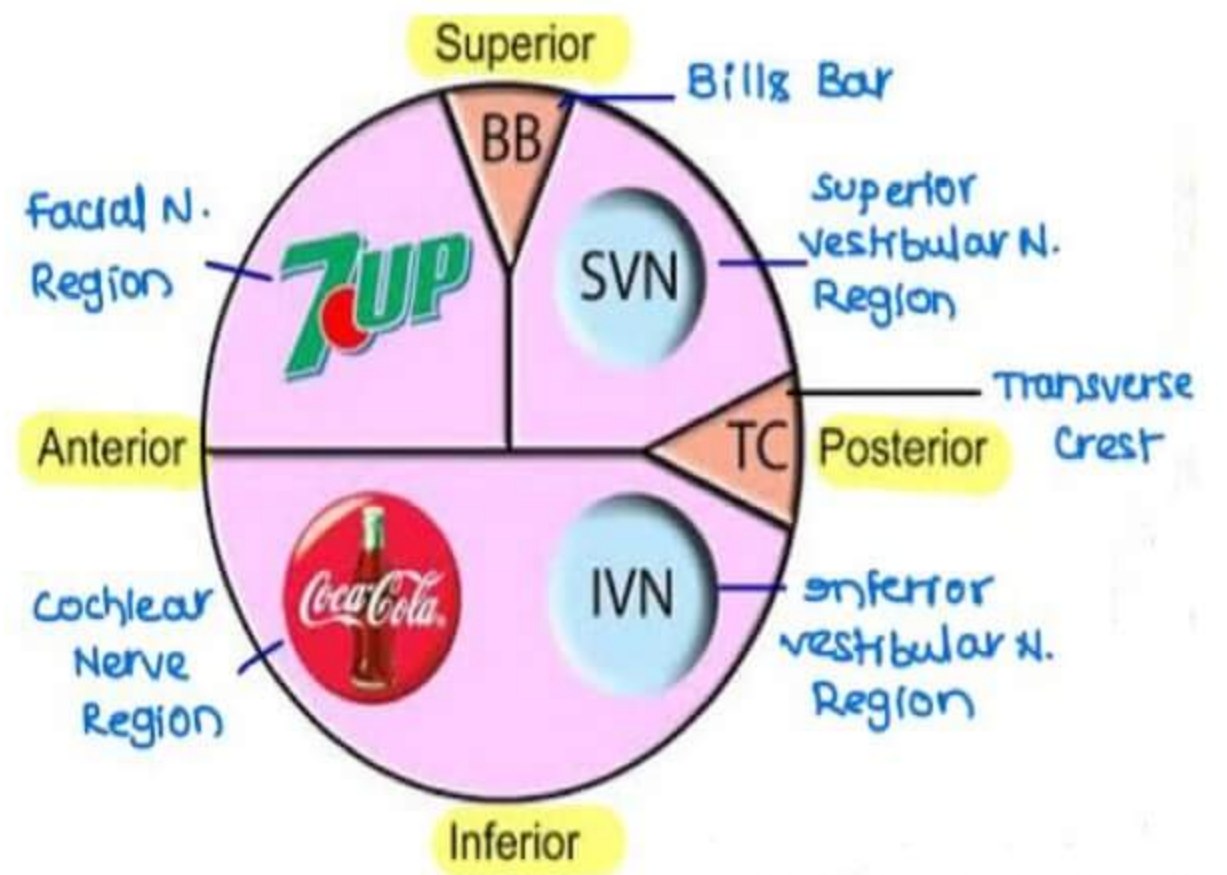 Superior
Bills Bar
BB
Facial N.
Region
7UP
SVN
Superior
vestibular N.
Region
Transverse
Crest
Anterior
TC
Posterior
Coca-Cola
IVN
Cochlear
Nerve
Region
Inferior
vestibular N.
Region
Inferior